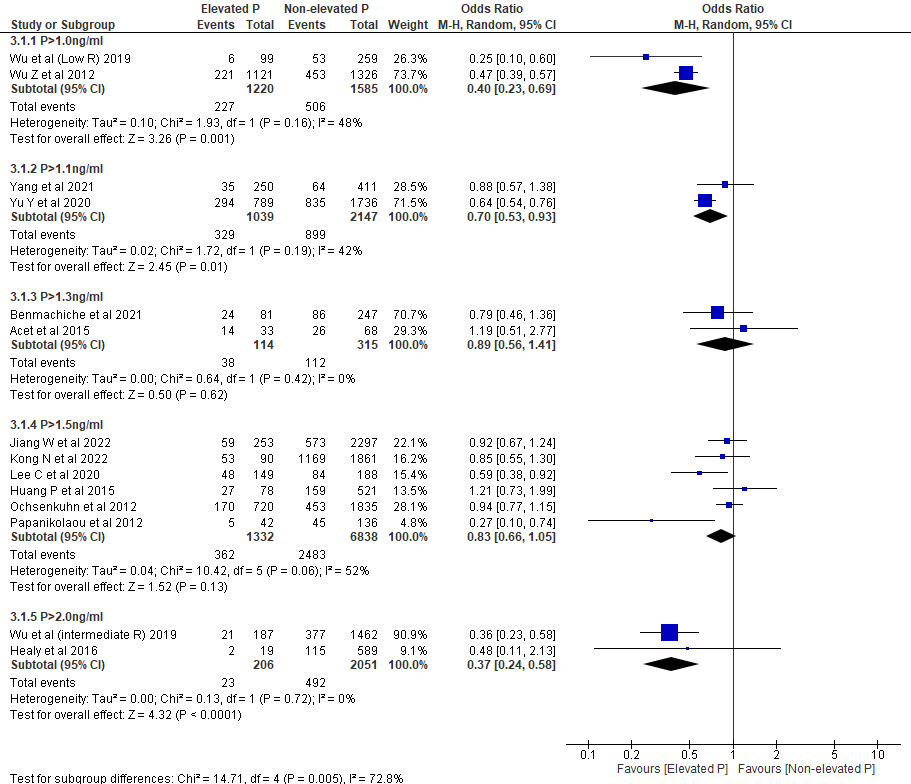 Elevated P Non-elevated P Odds Ratio Odds Ratio
Study or Subgroup Events Total Events Total Weight M-H, Random, 95% CI M-H, Random, 95% CI
3.1.1 P>1.0ng/ml
Wu et al (Low R) 2019 6 99 53 259 26.3% 0.25 [0.10, 0.60]
Wu Z et al 2012 221 1121 453 1326 73.7% 0.47 [0.39, 0.57]
Subtotal (95% CI) 1220 1585 100.0% 0.40 [0.23, 0.69]
Total events 227 506
Heterogeneity: Tau² = 0.10; Chi² = 1.93, df = 1 (P = 0.16); I² = 48%
Test for overall effect: Z = 3.26 (P = 0.001)
3.1.2 P>1.1ng/ml
Yang et al 2021 35 250 64 411 28.5% 0.88 [0.57, 1.38]
Yu Y et al 2020 294 789 835 1736 71.5% 0.64 [0.54, 0.76]
Subtotal (95% CI) 1039 2147 100.0% 0.70 [0.53, 0.93]
Total events 329 899
Heterogeneity: Tau² = 0.02; Chi² = 1.72, df = 1 (P = 0.19); I² = 42%
Test for overall effect: Z = 2.45 (P = 0.01)
3.1.3 P>1.3ng/ml
Benmachiche et al 2021 24 81 86 247 70.7% 0.79 [0.46, 1.36]
Acet et al 2015 14 33 26 68 29.3% 1.19 [0.51, 2.77]
Subtotal (95% CI) 114 315 100.0% 0.89 [0.56, 1.41]
Total events 38 112
Heterogeneity: Tau² = 0.00; Chi² = 0.64, df = 1 (P = 0.42); I² = 0%
Test for overall effect: Z = 0.50 (P = 0.62)
3.1.4 P>1.5ng/ml
Jiang W et al 2022 59 253 573 2297 22.1% 0.92 [0.67, 1.24]
Kong N et al 2022 53 90 1169 1861 16.2% 0.85 [0.55, 1.30]
Lee C et al 2020 48 149 84 188 15.4% 0.59 [0.38, 0.92]
Huang P et al 2015 27 78 159 521 13.5% 1.21 [0.73, 1.99]
Ochsenkuhn et al 2012 170 720 453 1835 28.1% 0.94 [0.77, 1.15]
Papanikolaou et al 2012 5 42 45 136 4.8% 0.27 [0.10, 0.74]
Subtotal (95% CI) 1332 6838 100.0% 0.83 [0.66, 1.05]
Total events 362 2483
Heterogeneity: Tau² = 0.04; Chi² = 10.42, df = 5 (P = 0.06); I² = 52%
Test for overall effect: Z = 1.52 (P = 0.13)
3.1.5 P>2.0ng/ml
Wu et al (intermediate R) 2019 21 187 377 1462 90.9% 0.36 [0.23, 0.58]
Healy et al 2016 2 19 115 589 9.1% 0.48 [0.11, 2.13]
Subtotal (95% CI) 206 2051 100.0% 0.37 [0.24, 0.58]
Total events 23 492
Heterogeneity: Tau² = 0.00; Chi² = 0.13, df = 1 (P = 0.72); I² = 0%
Test for overall effect: Z = 4.32 (P < 0.0001)
0.1 0.2 0.5 1 2 5 10
Favours [Elevated P] Favours [Non-elevated P]
Test for subgroup differences: Chi² = 14.71, df = 4 (P = 0.005), I² = 72.8%